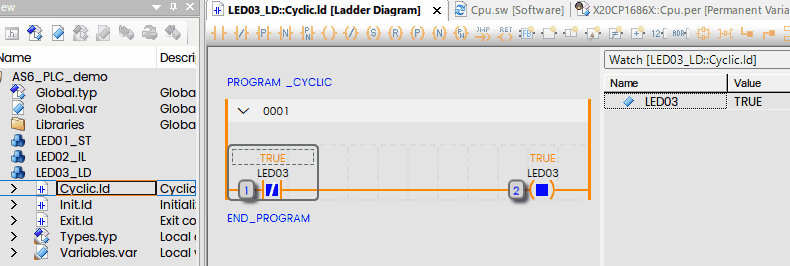 LED03_LD::Cyclic.ld [Ladder Diagram]
Cpu.sw [Software]
X20CP1686X::Cpu.per [Permanent Varia
ew
Name
Descri
AS6_PLC_demo
Global.typ
Globa
Global.var
Globa
Libraries
Globa
LED01_ST
LED02_IL
LED03_LD
Cyclic.ld
Cyclic
Init.ld
Initializ
Exit.ld
Exit co
Types.typ
Local d
Variables.var
Local v
PROGRAM _CYCLIC
0001
TRUE
LED03
1
TRUE
LED03
2
END_PROGRAM
Watch [LED03_LD::Cyclic.ld]
Name
Value
LED03
TRUE